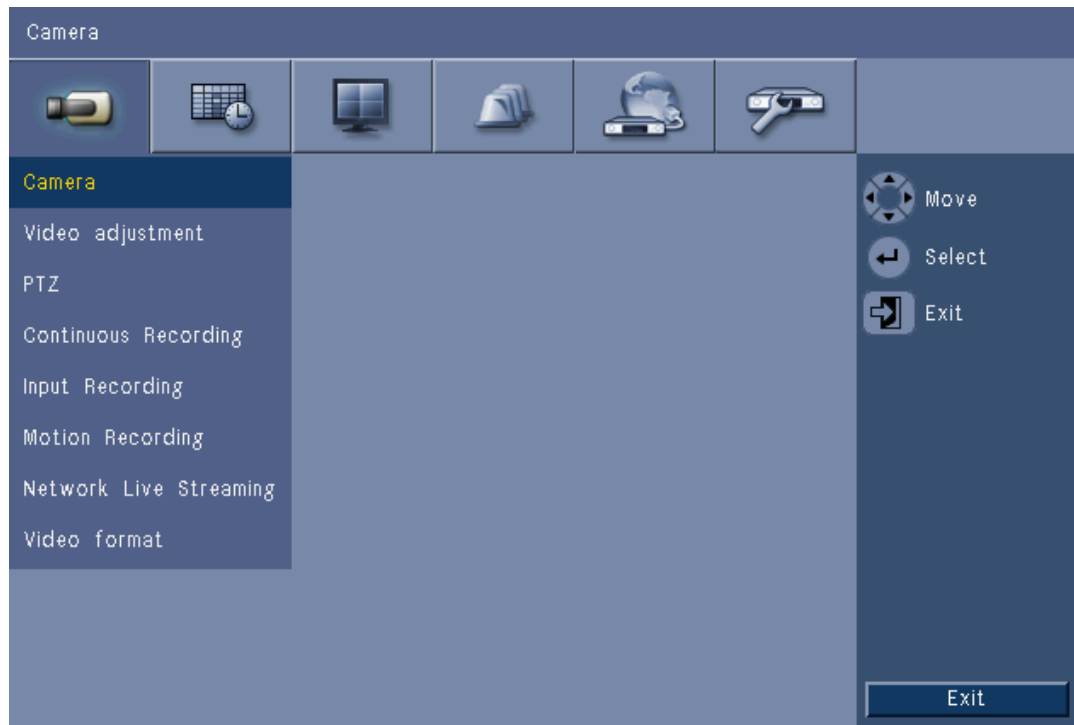 Camera
Camera
Video adjustment
PTZ
Continuous Recording
Input Recording
Motion Recording
Network Live Streaming
Video format
Move
Select
Exit
Exit